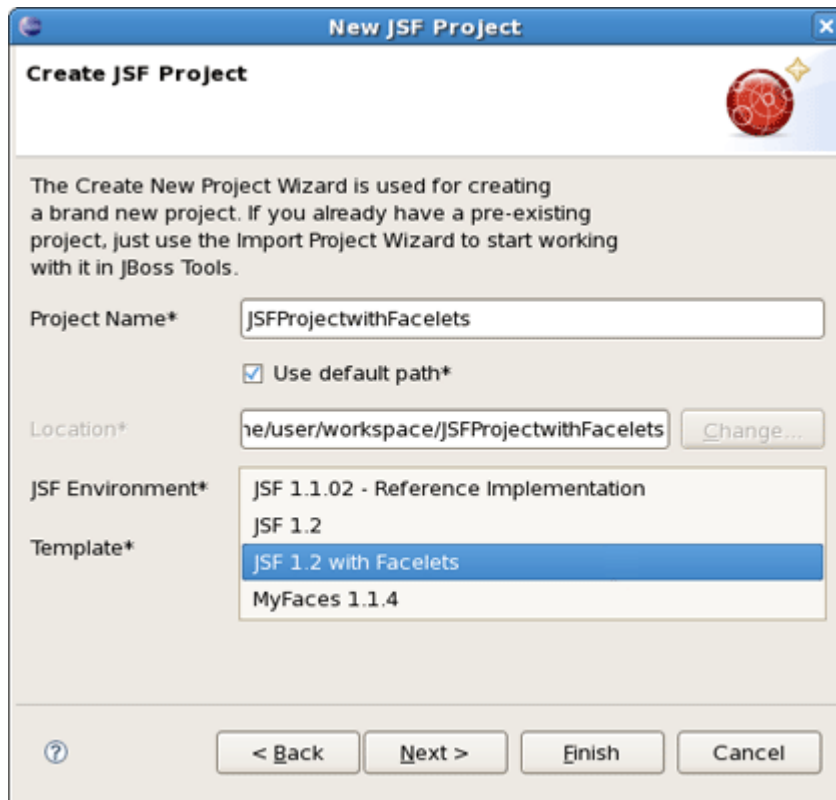 New JSF Project
Create JSF Project
The Create New Project Wizard is used for creating
a brand new project. If you already have a pre-existing
project, just use the Import Project Wizard to start working
with it in JBoss Tools.
Project Name* JSFProjectwithFacelets
Use default path*
Location* ne/user/workspace/JSFProjectwithFacelets Change...
JSF Environment* JSF 1.1.02 - Reference Implementation
JSF 1.2
Template*
JSF 1.2 with Facelets
MyFaces 1.1.4
< Back Next > Finish Cancel